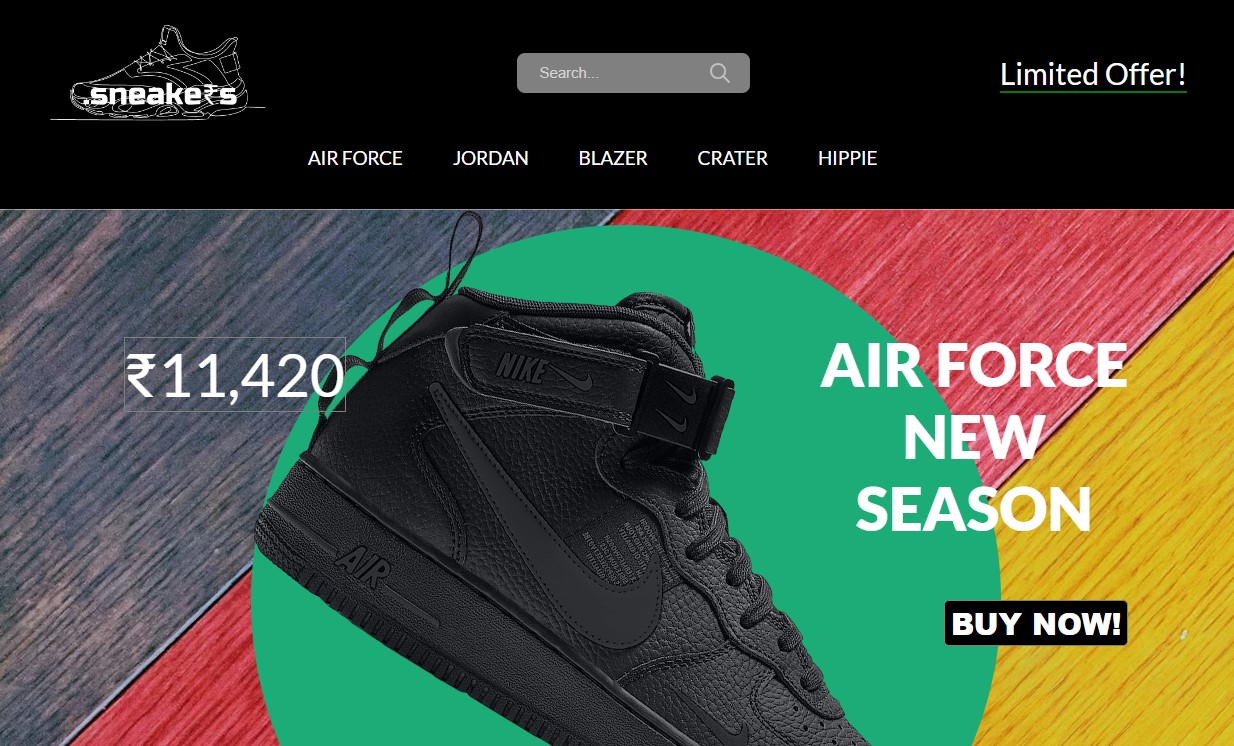 .sneake₹s
Search...
Limited Offer!
AIR FORCE
JORDAN
BLAZER
CRATER
HIPPIE
₹11,420
NIKE
AIR
AIR FORCE
NEW
SEASON
BUY NOW!